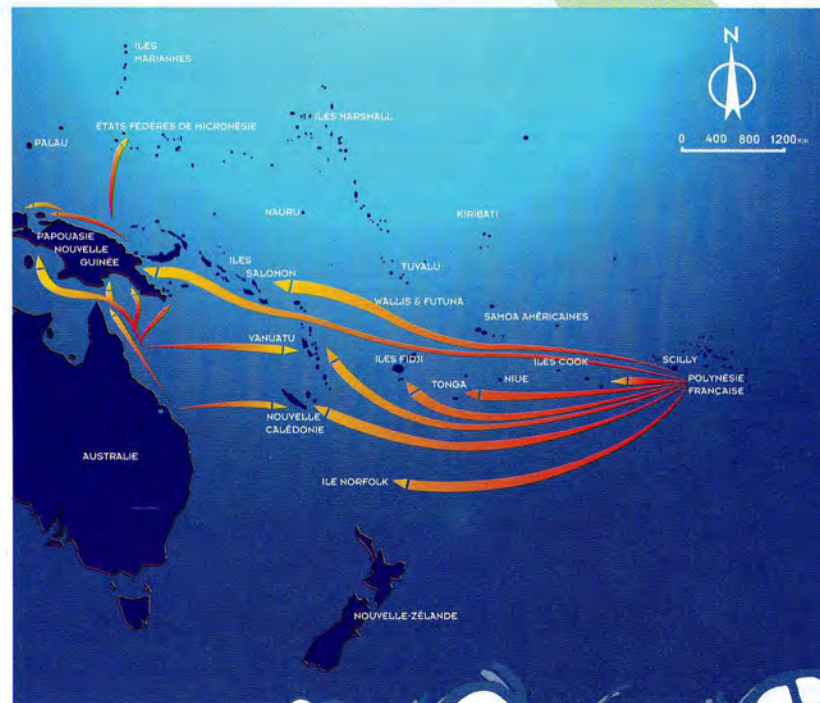 ILES
MARIANNES
N
ILES MARSHALL
ÉTATS FÉDÉRÉS DE MICRONÉSIE
PALAU
0 400 800 1200 Km
NAURU
KIRIBATI
PAPOUASIE
NOUVELLE
GUINÉE
ILES
SALOMON
TUVALU
WALLIS & FUTUNA
SAMOA AMÉRICAINES
VANUATU
ILES FIDJI
ILES COOK
SCILLY
TONGA
NIUE
POLYNÉSIE
FRANÇAISE
NOUVELLE
CALÉDONIE
AUSTRALIE
ILE NORFOLK
NOUVELLE-ZÉLANDE